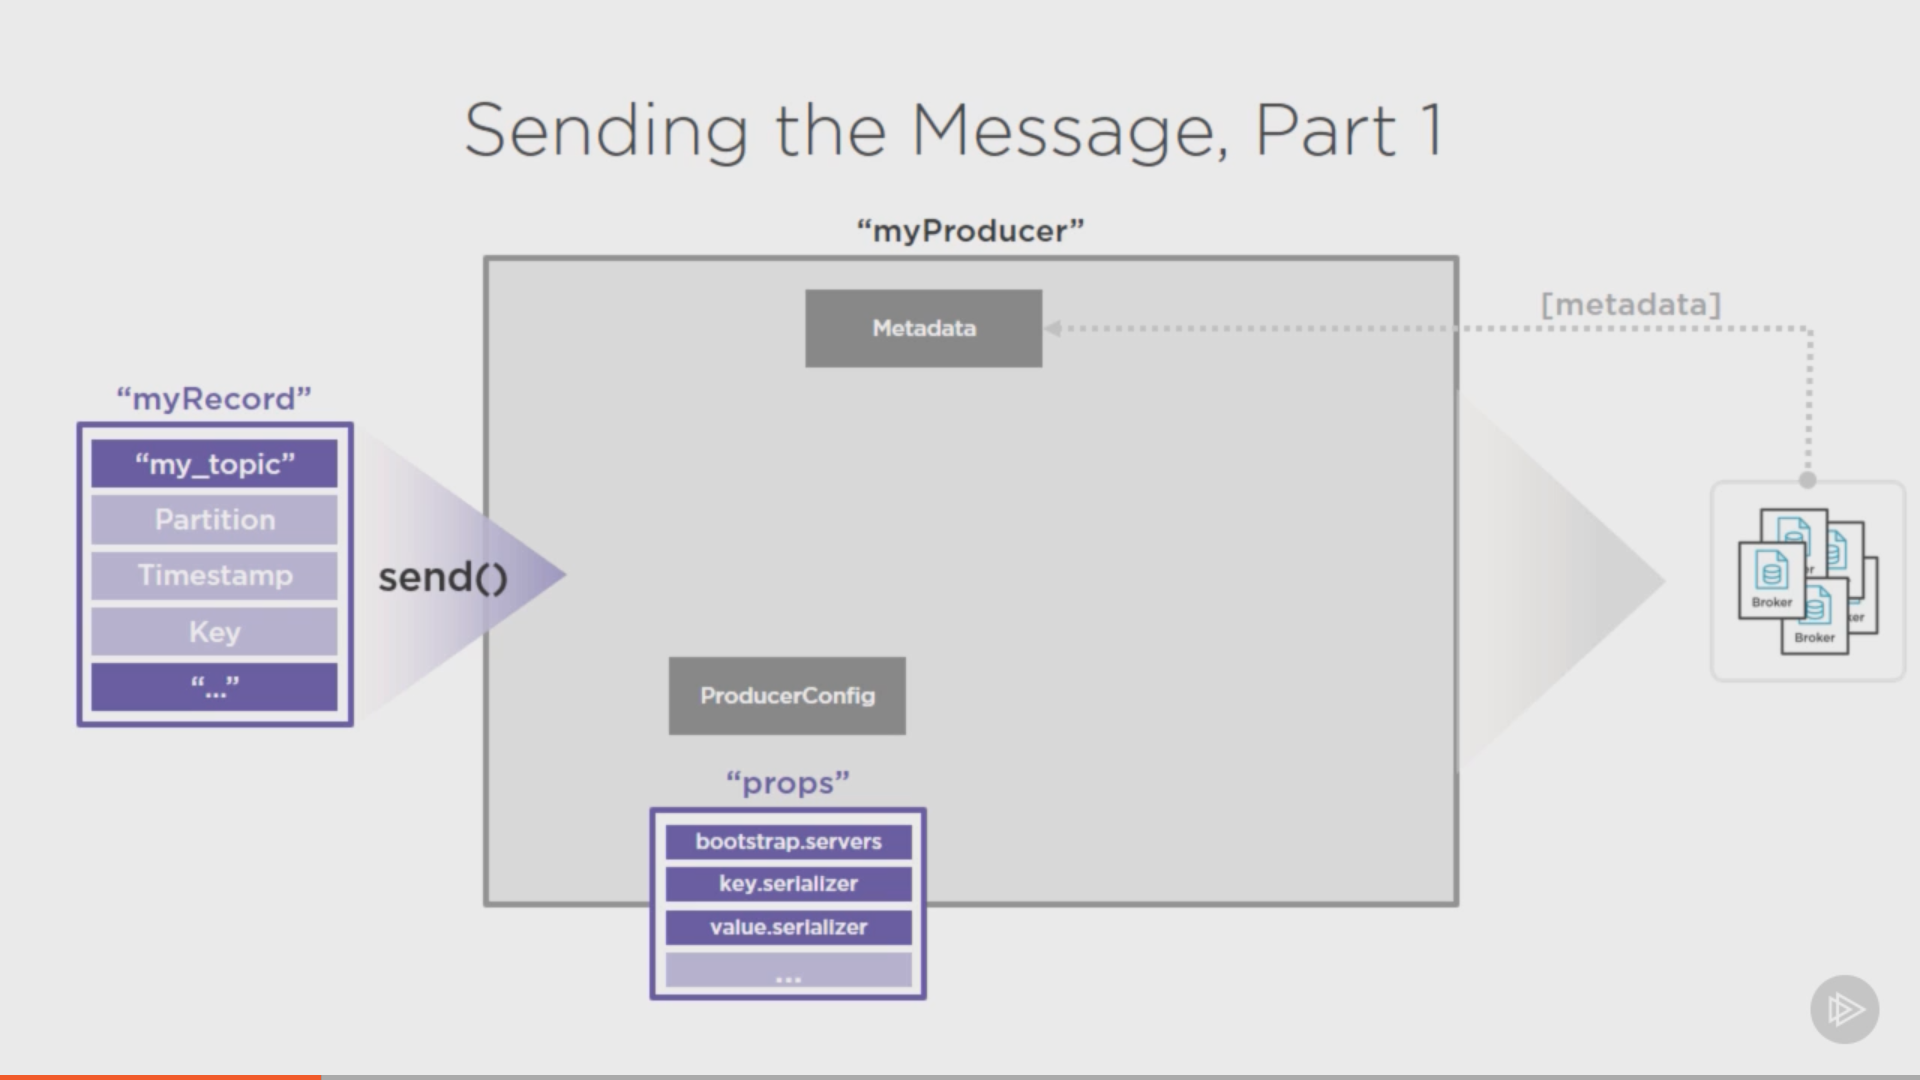 Sending the Message, Part 1
“myProducer”
Metadata
[metadata]
“myRecord”
“my_topic”
Partition
Timestamp
Key
“...”
send()
ProducerConfig
“props”
bootstrap.servers
key.serializer
value.serializer
...
Broker
Broker